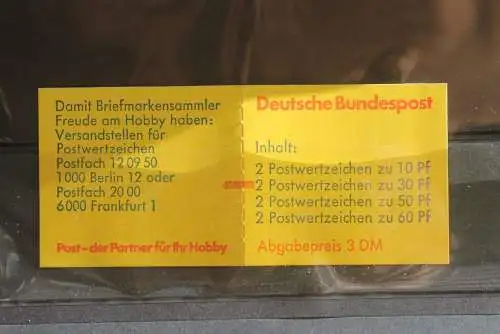 Damit Briefmarkensammler
Freude am Hobby haben:
Versandstellen für
Postwertzeichen
Postfach 12 09 50
1000 Berlin 12 oder
Postfach 20 00
6000 Frankfurt 1
Post – der Partner für Ihr Hobby
Deutsche Bundespost
Inhalt:
2 Postwertzeichen zu 10 Pf
2 Postwertzeichen zu 30 Pf
2 Postwertzeichen zu 50 Pf
2 Postwertzeichen zu 60 Pf
Abgabepreis 3 DM